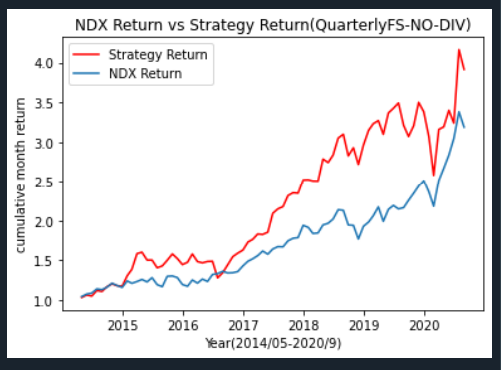 NDX Return vs Strategy Return(QuarterlyFS-NO-DIV)
Strategy Return
NDX Return
4.0
3.5
3.0
2.5
2.0
1.5
1.0
cumulative month return
2015 2016 2017 2018 2019 2020
Year(2014/05-2020/9)